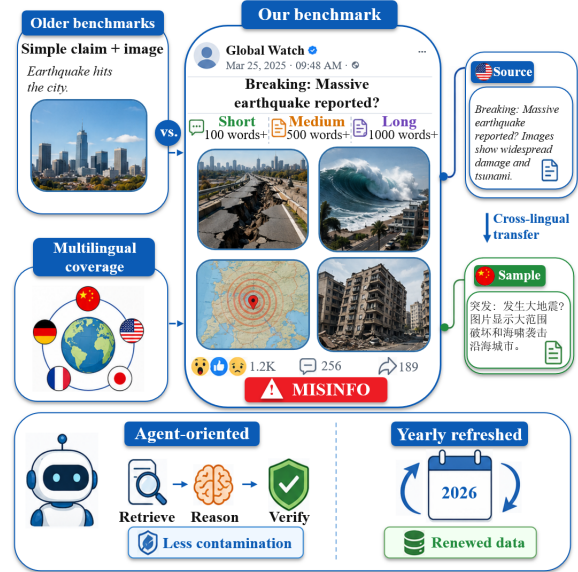 Older benchmarks
Simple claim + image
Earthquake hits
the city.
vs.
Our benchmark
Global Watch
Mar 25, 2025 · 09:48 AM ·
Breaking: Massive
earthquake reported?
Short
100 words+
Medium
500 words+
Long
1000 words+
1.2K
256
189
MISINFO
Source
Breaking: Massive
earthquake
reported? Images
show widespread
damage and
tsunami.
Cross-lingual
transfer
Sample
突发：发生大地震?
图片显示大范围
破坏和海啸袭击
沿海城市。
Multilingual
coverage
Agent-oriented
Retrieve
Reason
Verify
Less contamination
Yearly refreshed
2026
Renewed data